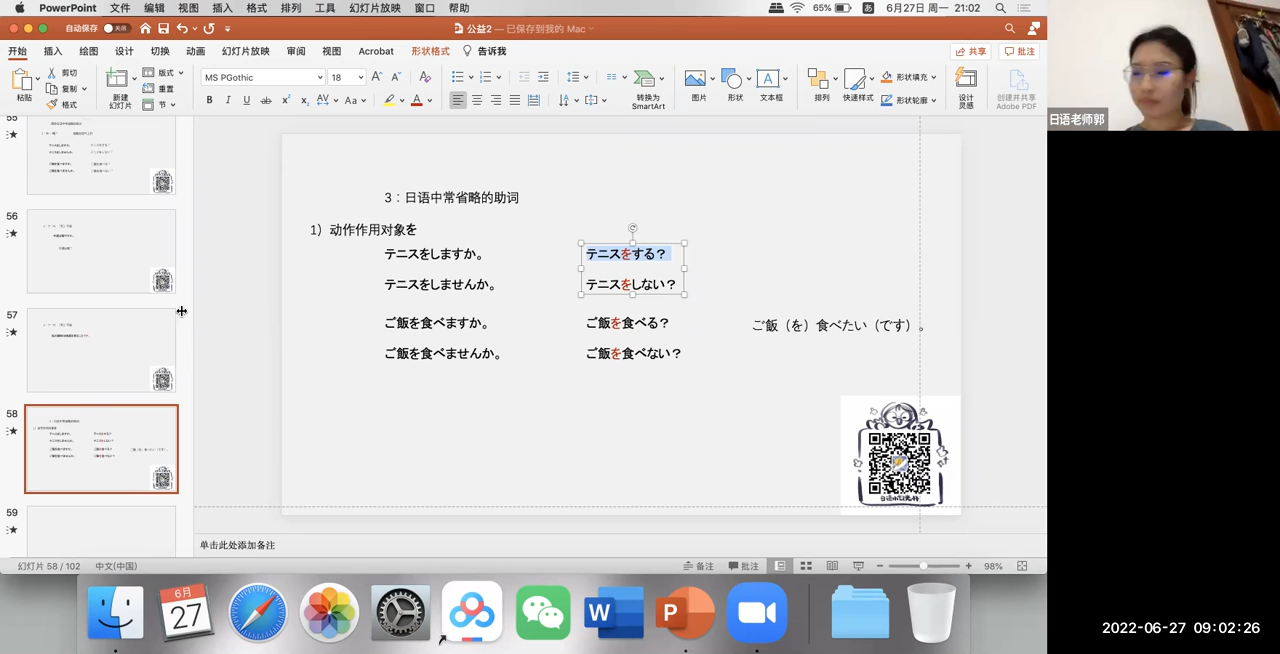 PowerPoint 文件 编辑 视图 插入 格式 排列 工具 幻灯片放映 窗口 帮助 65% あ 6月27日 周一 21:02
自动保存 关闭 公益2 — 已保存到我的 Mac
开始 插入 绘图 设计 切换 动画 幻灯片放映 审阅 视图 Acrobat 形状格式 告诉我 共享 批注
粘贴 剪切 复制 格式 新建幻灯片 版式 重置 节 MS PGothic 18 转换为 SmartArt 图片 形状 文本框 排列 快速样式 形状填充 形状轮廓 设计灵感 创建并共享 Adobe PDF
B I U ab Aa A
日语老师郭
55
56
57
58
59
3：日语中常省略的助词
1）动作作用对象を
テニスをしますか。 テニスをする？
テニスをしませんか。 テニスをしない？
ご飯を食べますか。 ご飯を食べる？ ご飯（を）食べたい（です）。
ご飯を食べませんか。 ご飯を食べない？
单击此处添加备注
幻灯片 58 / 102 中文(中国) 备注 批注 98%
6月
27
W
P
2022-06-27 09:02:26